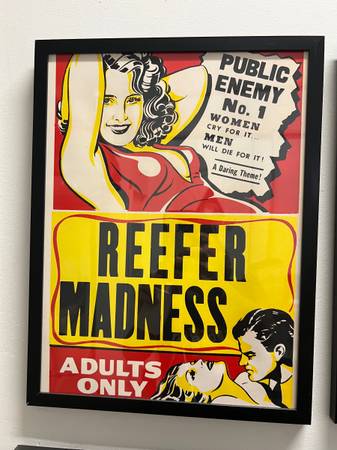 PUBLIC
ENEMY
No. 1
WOMEN
CRY FOR IT...
MEN
WILL DIE FOR IT!
A Daring Theme!
REEFER
MADNESS
ADULTS
ONLY